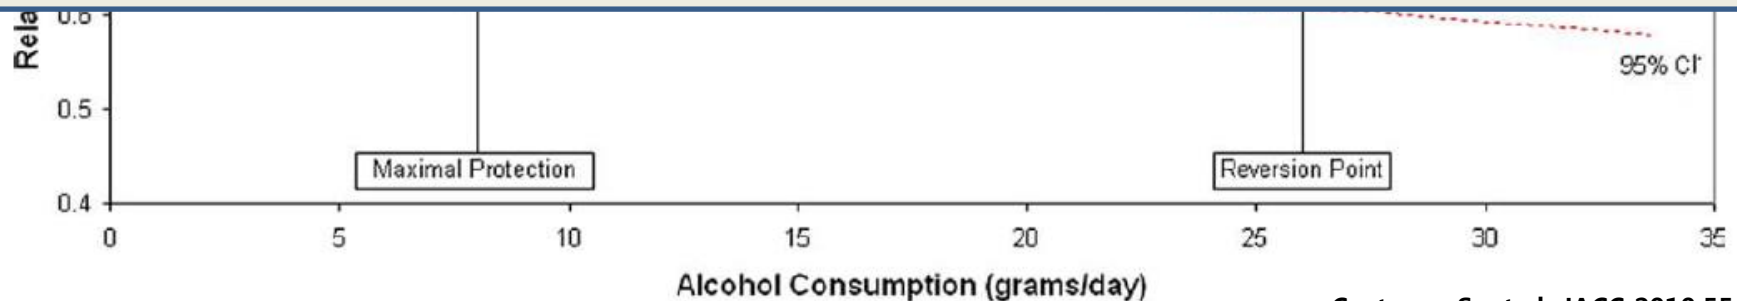 Rela
0.6
95% CI
0.5
Maximal Protection
Reversion Point
0.4
0 5 10 15 20 25 30 35
Alcohol Consumption (grams/day)